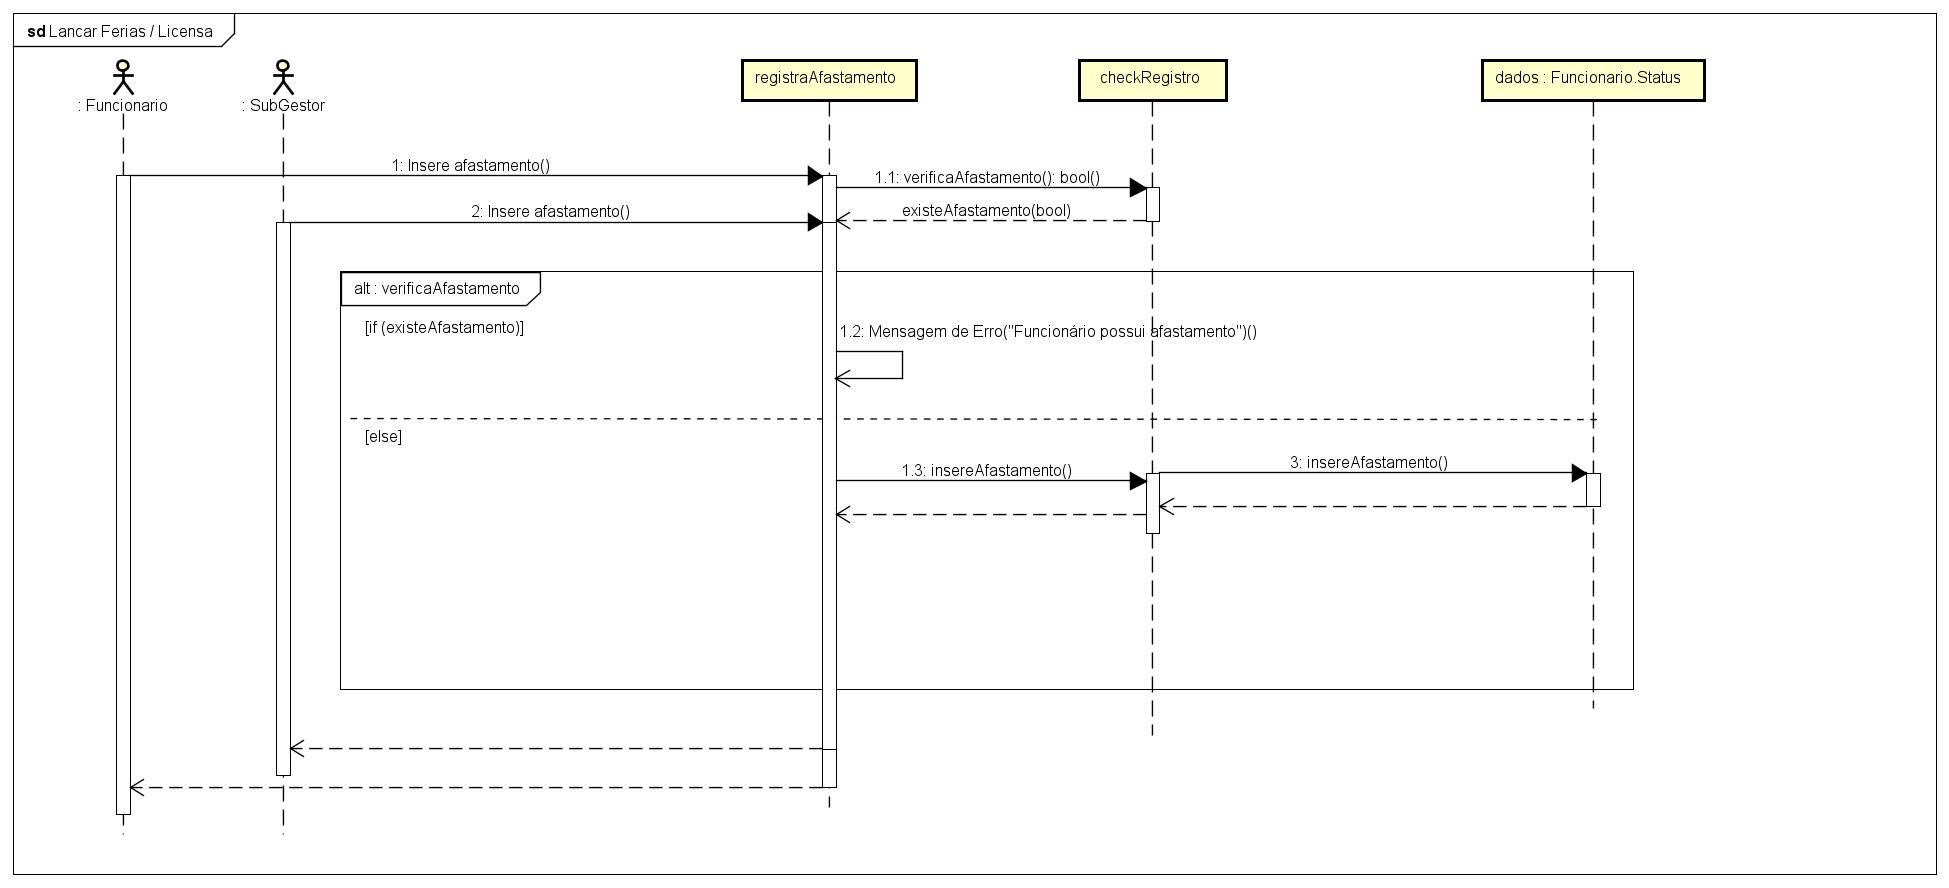 sd Lancar Ferias / Licensa
: Funcionario
: SubGestor
registraAfastamento
checkRegistro
dados : Funcionario.Status
1: Insere afastamento()
1.1: verificaAfastamento(): bool()
2: Insere afastamento()
existeAfastamento(bool)
alt : verificaAfastamento
[if (existeAfastamento)]
1.2: Mensagem de Erro("Funcionário possui afastamento")()
[else]
1.3: insereAfastamento()
3: insereAfastamento()